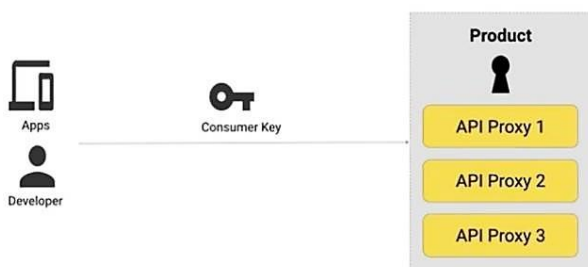 Product
Apps
Consumer Key
API Proxy 1
Developer
API Proxy 2
API Proxy 3